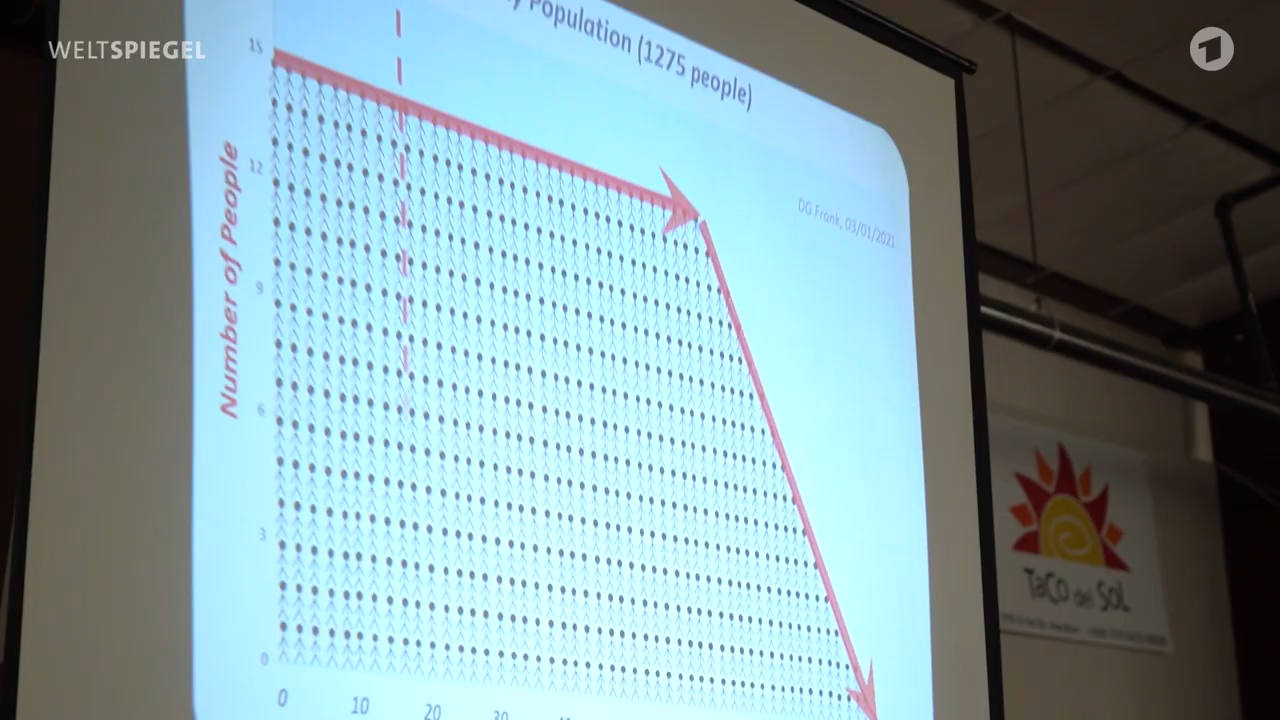 WELTSPIEGEL
1
Population (1275 people)
15
12
9
6
3
0
Number of People
DG Frank, 03/01/2021
0 10 20 30
TaCo del SoL